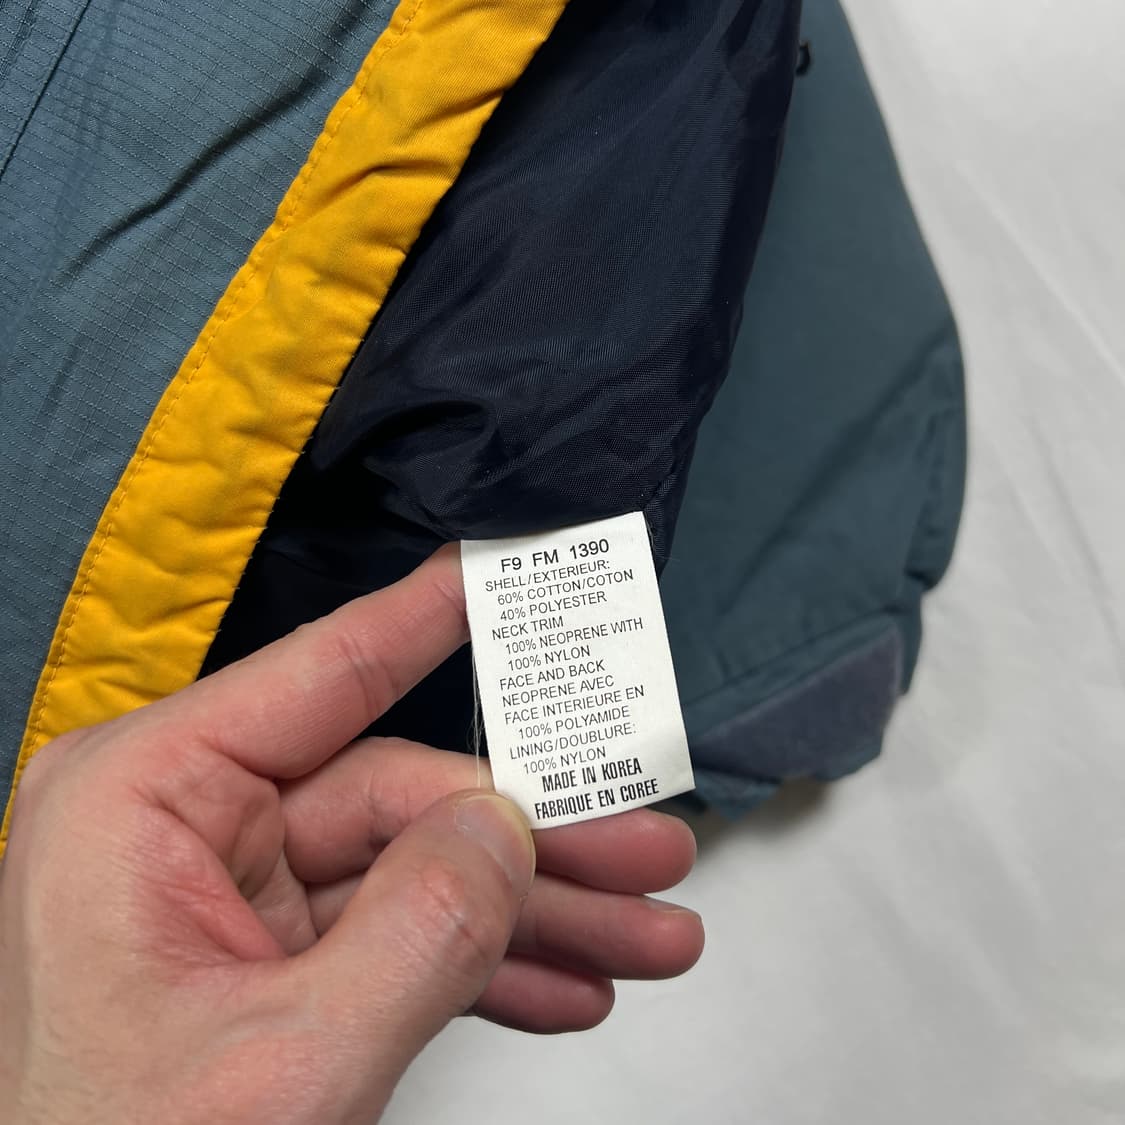 F9 FM 1390
SHELL/EXTERIEUR:
60% COTTON/COTON
40% POLYESTER
NECK TRIM
100% NEOPRENE WITH
100% NYLON
FACE AND BACK
NEOPRENE AVEC
FACE INTERIEURE EN
100% POLYAMIDE
LINING/DOUBLURE:
100% NYLON
MADE IN KOREA
FABRIQUE EN COREE